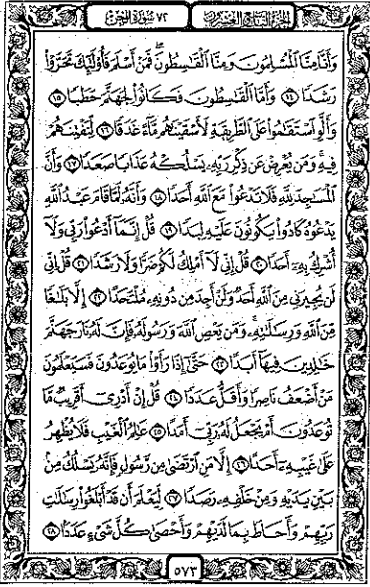 الجزء التاسع والعشرون
٧٢ سورة الجن
وَأَنَّا مِنَّا ٱلْمُسْلِمُونَ وَمِنَّا ٱلْقَٰسِطُونَ ۖ فَمَنْ أَسْلَمَ فَأُو۟لَٰٓئِكَ تَحَرَّوْا۟
رَشَدًا ١٤ وَأَمَّا ٱلْقَٰسِطُونَ فَكَانُوا۟ لِجَهَنَّمَ حَطَبًا ١٥
وَأَلَّوِ ٱسْتَقَٰمُوا۟ عَلَى ٱلطَّرِيقَةِ لَأَسْقَيْنَٰهُم مَّآءً غَدَقًا ١٦ لِّنَفْتِنَهُمْ
فِيهِ ۚ وَمَن يُعْرِضْ عَن ذِكْرِ رَبِّهِۦ يَسْلُكْهُ عَذَابًا صَعَدًا ١٧ وَأَنَّ
ٱلْمَسَٰجِدَ لِلَّهِ فَلَا تَدْعُوا۟ مَعَ ٱللَّهِ أَحَدًا ١٨ وَأَنَّهُۥ لَمَّا قَامَ عَبْدُ ٱللَّهِ
يَدْعُوهُ كَادُوا۟ يَكُونُونَ عَلَيْهِ لِبَدًا ١٩ قُلْ إِنَّمَآ أَدْعُوا۟ رَبِّى وَلَآ
أُشْرِكُ بِهِۦٓ أَحَدًا ٢٠ قُلْ إِنِّى لَآ أَمْلِكُ لَكُمْ ضَرًّا وَلَا رَشَدًا ٢١ قُلْ إِنِّى
لَن يُجِيرَنِى مِنَ ٱللَّهِ أَحَدٌ وَلَنْ أَجِدَ مِن دُونِهِۦ مُلْتَحَدًا ٢٢ إِلَّا بَلَٰغًا
مِّنَ ٱللَّهِ وَرِسَٰلَٰتِهِۦ ۚ وَمَن يَعْصِ ٱللَّهَ وَرَسُولَهُۥ فَإِنَّ لَهُۥ نَارَ جَهَنَّمَ
خَٰلِدِينَ فِيهَآ أَبَدًا ٢٣ حَتَّىٰٓ إِذَا رَأَوْا۟ مَا يُوعَدُونَ فَسَيَعْلَمُونَ
مَنْ أَضْعَفُ نَاصِرًا وَأَقَلُّ عَدَدًا ٢٤ قُلْ إِنْ أَدْرِىٓ أَقَرِيبٌ مَّا
تُوعَدُونَ أَمْ يَجْعَلُ لَهُۥ رَبِّىٓ أَمَدًا ٢٥ عَٰلِمُ ٱلْغَيْبِ فَلَا يُظْهِرُ
عَلَىٰ غَيْبِهِۦٓ أَحَدًا ٢٦ إِلَّا مَنِ ٱرْتَضَىٰ مِن رَّسُولٍ فَإِنَّهُۥ يَسْلُكُ مِنۢ
بَيْنِ يَدَيْهِ وَمِنْ خَلْفِهِۦ رَصَدًا ٢٧ لِّيَعْلَمَ أَن قَدْ أَبْلَغُوا۟ رِسَٰلَٰتِ
رَبِّهِمْ وَأَحَاطَ بِمَا لَدَيْهِمْ وَأَحْصَىٰ كُلَّ شَىْءٍ عَدَدًۢا ٢٨
٥٧٣